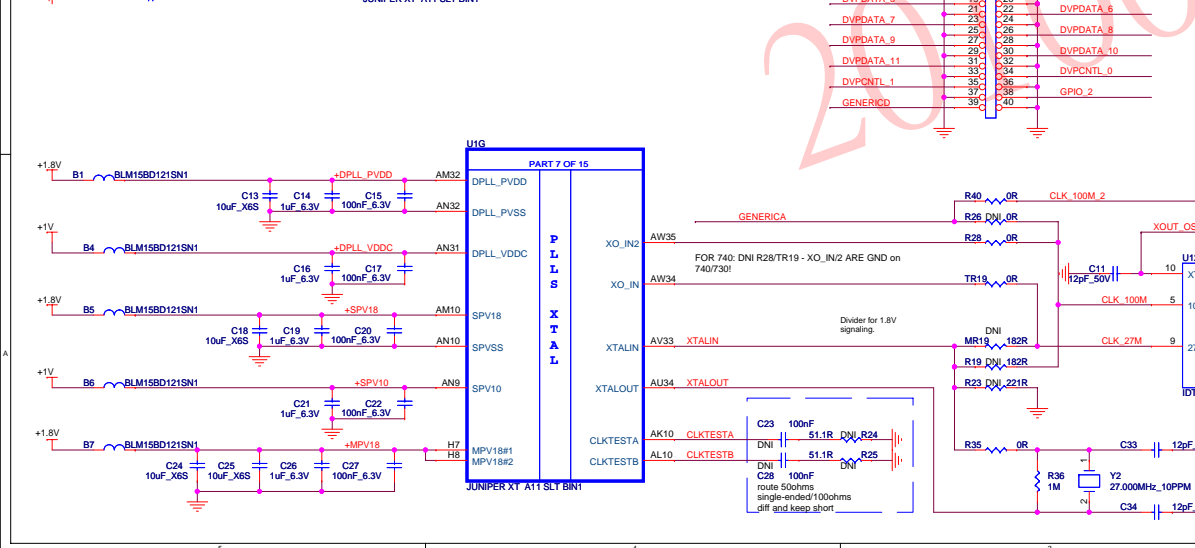 JUNIPER XT A11 SLT BIN1
21
22
DVPDATA_6
DVPDATA_7
23
24
25
26
DVPDATA_8
DVPDATA_9
27
28
29
30
DVPDATA_10
DVPDATA_11
31
32
33
34
DVPCNTL_0
DVPCNTL_1
35
36
37
38
GPIO_2
GENERICD
39
40
U1G
PART 7 OF 15
+1.8V
B1
BLM15BD121SN1
+DPLL_PVDD
AM32
DPLL_PVDD
C13
10uF_X6S
C14
1uF_6.3V
C15
100nF_6.3V
AN32
DPLL_PVSS
+1V
B4
BLM15BD121SN1
+DPLL_VDDC
AN31
DPLL_VDDC
C16
1uF_6.3V
C17
100nF_6.3V
+1.8V
B5
BLM15BD121SN1
+SPV18
AM10
SPV18
C18
10uF_X6S
C19
1uF_6.3V
C20
100nF_6.3V
AN10
SPVSS
+1V
B6
BLM15BD121SN1
+SPV10
AN9
SPV10
C21
1uF_6.3V
C22
100nF_6.3V
+1.8V
B7
BLM15BD121SN1
+MPV18
H7
MPV18#1
H8
MPV18#2
C24
10uF_X6S
C25
10uF_X6S
C26
1uF_6.3V
C27
100nF_6.3V
PLLS XTAL
JUNIPER XT A11 SLT BIN1
R40
0R
CLK_100M_2
GENERICA
R26
DNI
0R
XO_IN2
AW35
R28
0R
XOUT_OS
FOR 740: DNI R28/TR19 - XO_IN/2 ARE GND on
740/730!
XO_IN
AW34
TR19
0R
C11
12pF_50V
10
5
CLK_100M
Divider for 1.8V
signaling.
DNI
XTALIN
AV33
XTALIN
MR19
182R
CLK_27M
9
R19
DNI
182R
XTALOUT
AU34
XTALOUT
R23
DNI
221R
C23
100nF
CLKTESTA
AK10
CLKTESTA
DNI
51.1R
DNI
R24
CLKTESTB
AL10
CLKTESTB
DNI
51.1R
DNI
R25
C28
100nF
route 50ohms
single-ended/100ohms
diff and keep short
R35
0R
C33
R36
1M
1
2
Y2
27.000MHz_10PPM
C34
12pF
12pF
A